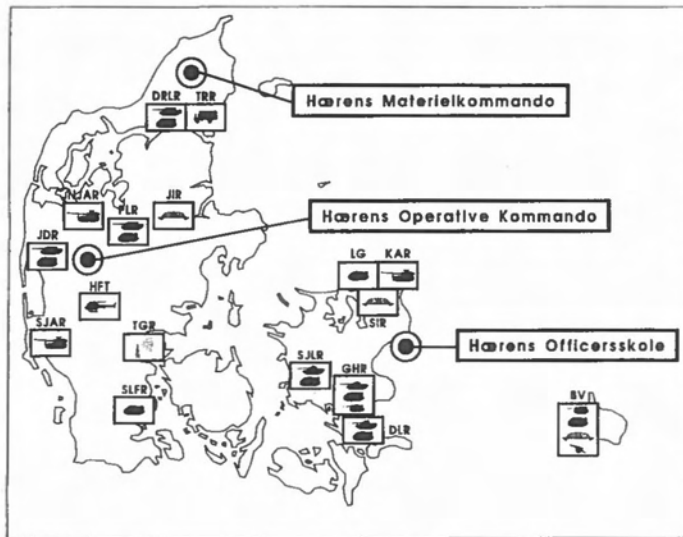 DRLR TRR
Hærens Materielkommando
NJAR
PLR
JIR
Hærens Operative Kommando
JDR
LG KAR
HFT
SIR
SJAR
TGR
Hærens Officersskole
SJLR
GHR
SLFR
BV
DLR